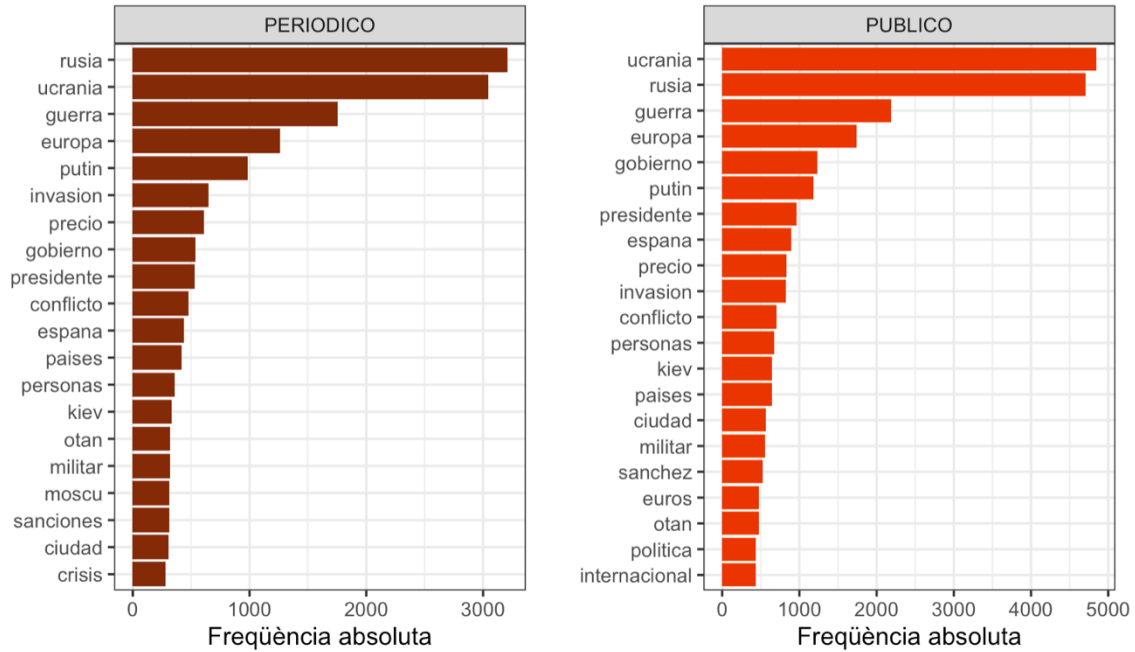 PERIODICO
rusia
ucrania
guerra
europa
putin
invasion
precio
gobierno
presidente
conflicto
espana
paises
personas
kiev
otan
militar
moscu
sanciones
ciudad
crisis
0 1000 2000 3000
Freqüència absoluta
PUBLICO
ucrania
rusia
guerra
europa
gobierno
putin
presidente
espana
precio
invasion
conflicto
personas
kiev
paises
ciudad
militar
sanchez
euros
otan
politica
internacional
0 1000 2000 3000 4000 5000
Freqüència absoluta